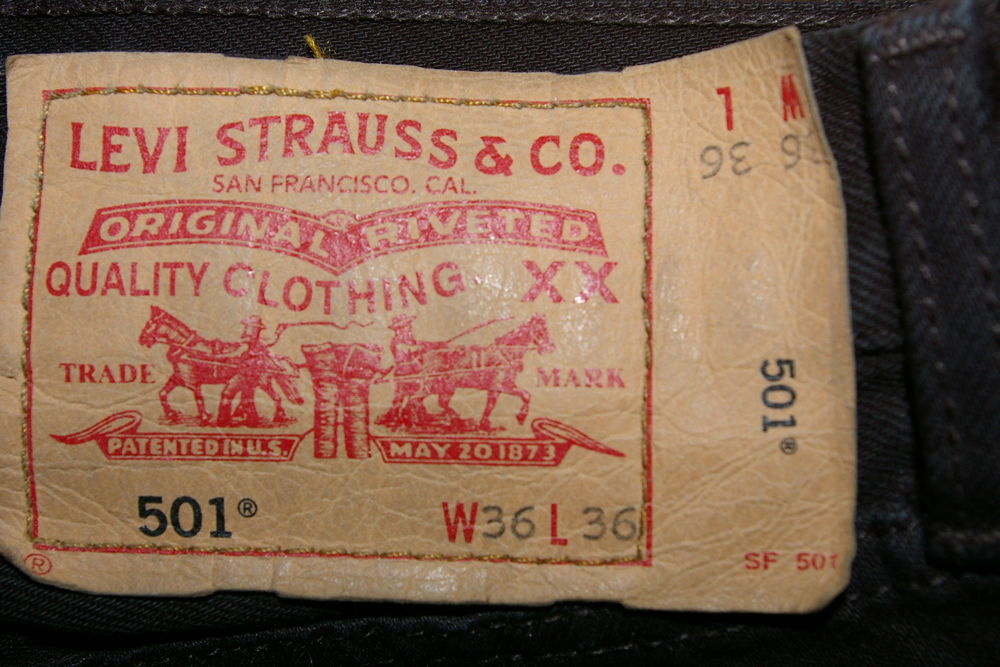 LEVI STRAUSS & CO.
SAN FRANCISCO. CAL.
ORIGINAL RIVETED
QUALITY CLOTHING XX
TRADE MARK
PATENTED IN U.S. MAY 20 1873
501®
W36 L36
®
W 36
L 36
501®
SF 501